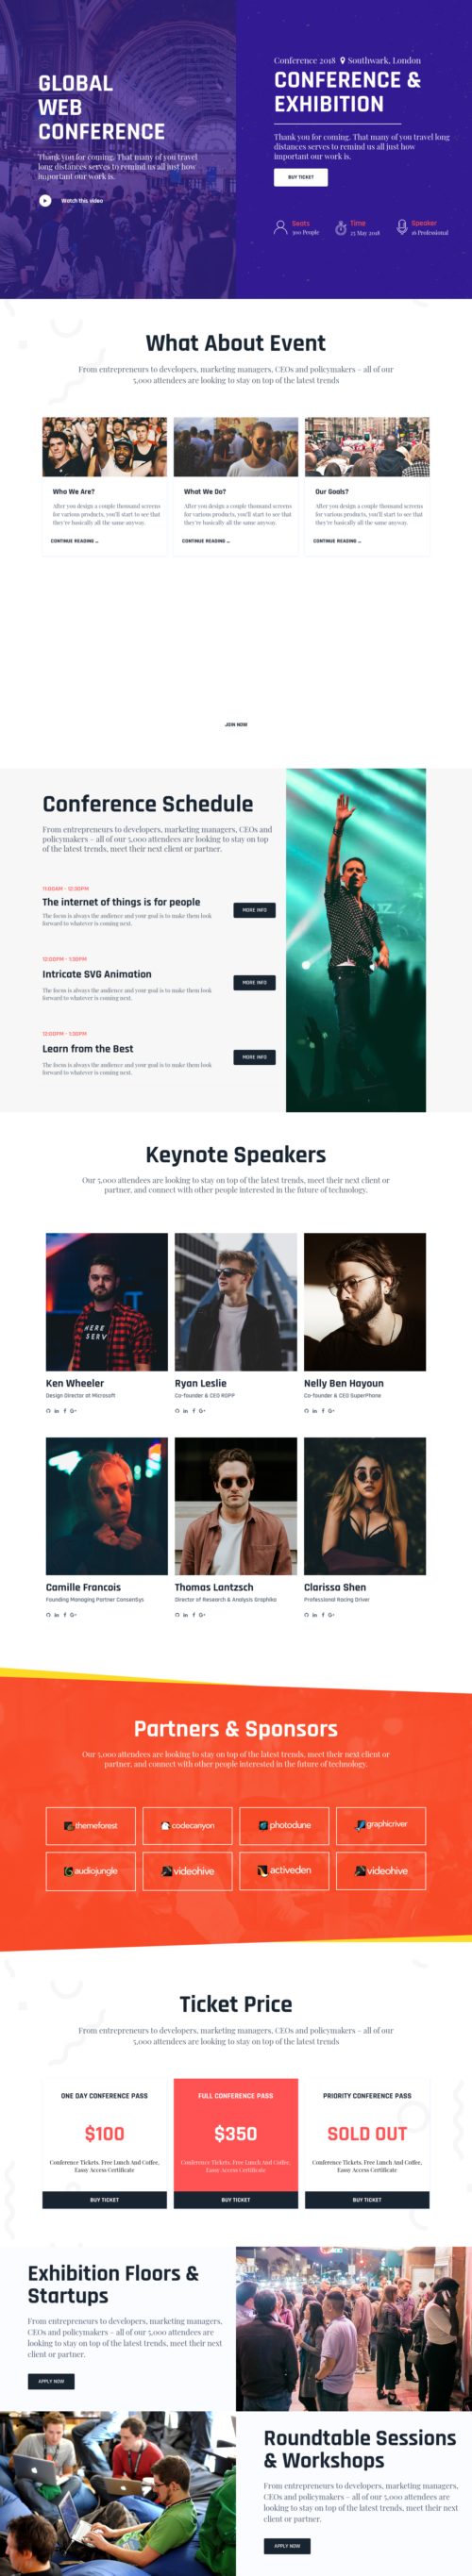 GLOBAL
WEB
CONFERENCE
Thank you for coming. That many of you travel
long distances serves to remind us all just how
important our work is.
Watch this video
Conference 2018 Southwark, London
CONFERENCE &
EXHIBITION
Thank you for coming. That many of you travel long
distances serves to remind us all just how
important our work is.
BUY TICKET
Seats
300 People
Time
25 May 2018
Speaker
16 Professional
What About Event
From entrepreneurs to developers, marketing managers, CEOs and policymakers – all of our
5,000 attendees are looking to stay on top of the latest trends
Who We Are?
After you design a couple thousand screens
for various products, you'll start to see that
they're basically all the same anyway.
CONTINUE READING ...
What We Do?
After you design a couple thousand screens
for various products, you'll start to see that
they're basically all the same anyway.
CONTINUE READING ...
Our Goals?
After you design a couple thousand screens
for various products, you'll start to see that
they're basically all the same anyway.
CONTINUE READING ...
JOIN NOW
Conference Schedule
From entrepreneurs to developers, marketing managers, CEOs and
policymakers – all of our 5,000 attendees are looking to stay on top
of the latest trends, meet their next client or partner.
11:00AM - 12:30PM
The internet of things is for people
The focus is always the audience and your goal is to make them look
forward to whatever is coming next.
MORE INFO
12:00PM - 1:30PM
Intricate SVG Animation
The focus is always the audience and your goal is to make them look
forward to whatever is coming next.
MORE INFO
12:00PM - 1:30PM
Learn from the Best
The focus is always the audience and your goal is to make them look
forward to whatever is coming next.
MORE INFO
Keynote Speakers
Our 5,000 attendees are looking to stay on top of the latest trends, meet their next client or
partner, and connect with other people interested in the future of technology.
HERE
SERV
Ken Wheeler
Design Director at Microsoft
in f G+
Ryan Leslie
Co-founder & CEO RGPP
in f G+
Nelly Ben Hayoun
Co-founder & CEO SuperPhone
in f G+
Camille Francois
Founding Managing Partner ConsenSys
in f G+
Thomas Lantzsch
Director of Research & Analysis Graphika
in f G+
Clarissa Shen
Professional Racing Driver
in f G+
Partners & Sponsors
Our 5,000 attendees are looking to stay on top of the latest trends, meet their next client or
partner, and connect with other people interested in the future of technology.
themeforest
codecanyon
photodune
graphicriver
audiojungle
videohive
activeden
videohive
Ticket Price
From entrepreneurs to developers, marketing managers, CEOs and policymakers – all of our
5,000 attendees are looking to stay on top of the latest trends
ONE DAY CONFERENCE PASS
$100
Conference Tickets, Free Lunch And Coffee,
Eassy Access Certificate
BUY TICKET
FULL CONFERENCE PASS
$350
Conference Tickets, Free Lunch And Coffee,
Eassy Access Certificate
BUY TICKET
PRIORITY CONFERENCE PASS
SOLD OUT
Conference Tickets, Free Lunch And Coffee,
Eassy Access Certificate
BUY TICKET
Exhibition Floors &
Startups
From entrepreneurs to developers, marketing managers,
CEOs and policymakers – all of our 5,000 attendees are
looking to stay on top of the latest trends, meet their next
client or partner.
APPLY NOW
Roundtable Sessions
& Workshops
From entrepreneurs to developers, marketing managers,
CEOs and policymakers – all of our 5,000 attendees are
looking to stay on top of the latest trends, meet their next
client or partner.
APPLY NOW